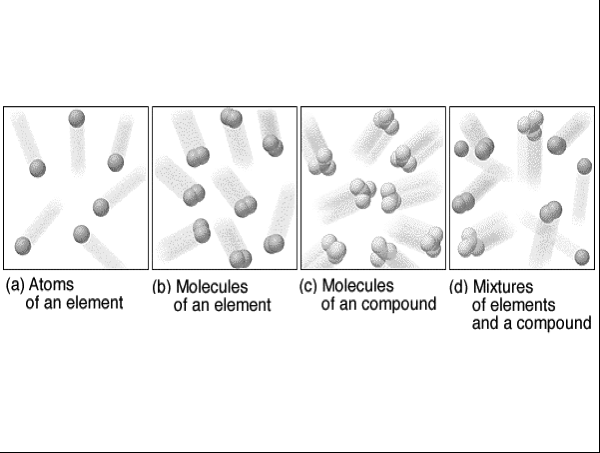 (a) Atoms
of an element
(b) Molecules
of an element
(c) Molecules
of an compound
(d) Mixtures
of elements
and a compound